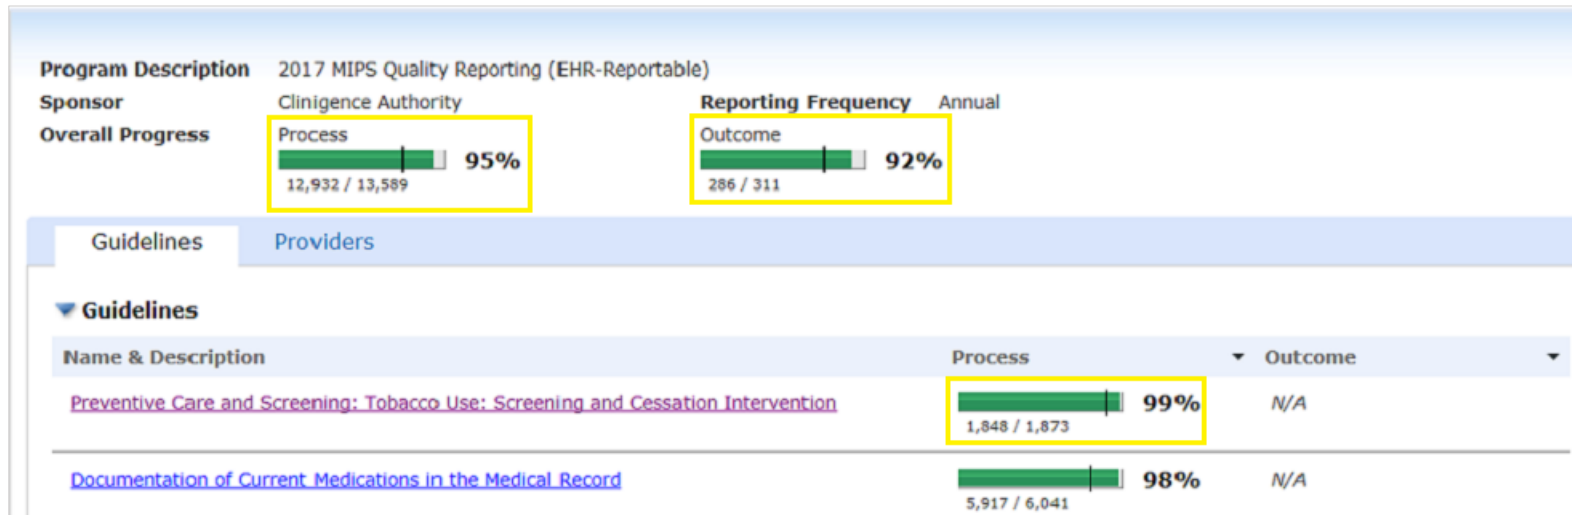 Program Description 2017 MIPS Quality Reporting (EHR-Reportable)
Sponsor Clinigence Authority Reporting Frequency Annual
Overall Progress Process Outcome
95% 92%
12,932 / 13,589 286 / 311
Guidelines Providers
Guidelines
Name & Description Process Outcome
Preventive Care and Screening: Tobacco Use: Screening and Cessation Intervention 99% N/A
1,848 / 1,873
Documentation of Current Medications in the Medical Record 98% N/A
5,917 / 6,041